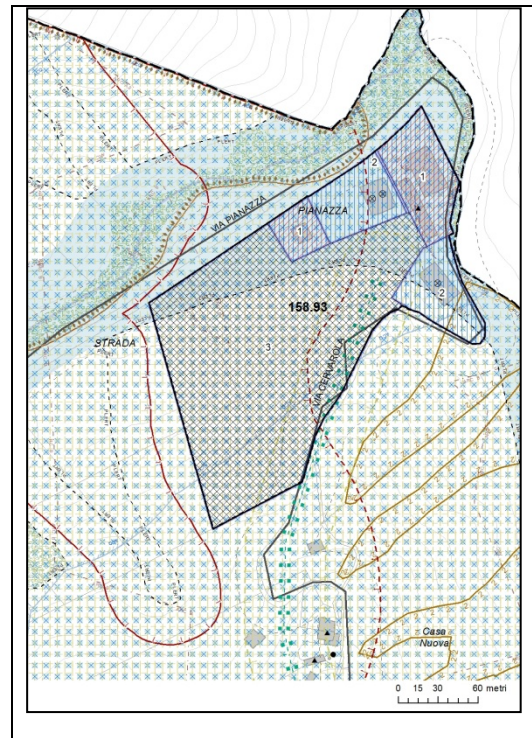 2
1
PIANAZZA
VIA PIANAZZA
1
2
158.93
STRADA
3
VIA CERVAROLA
Casa
Nuova
0 15 30 60 metri